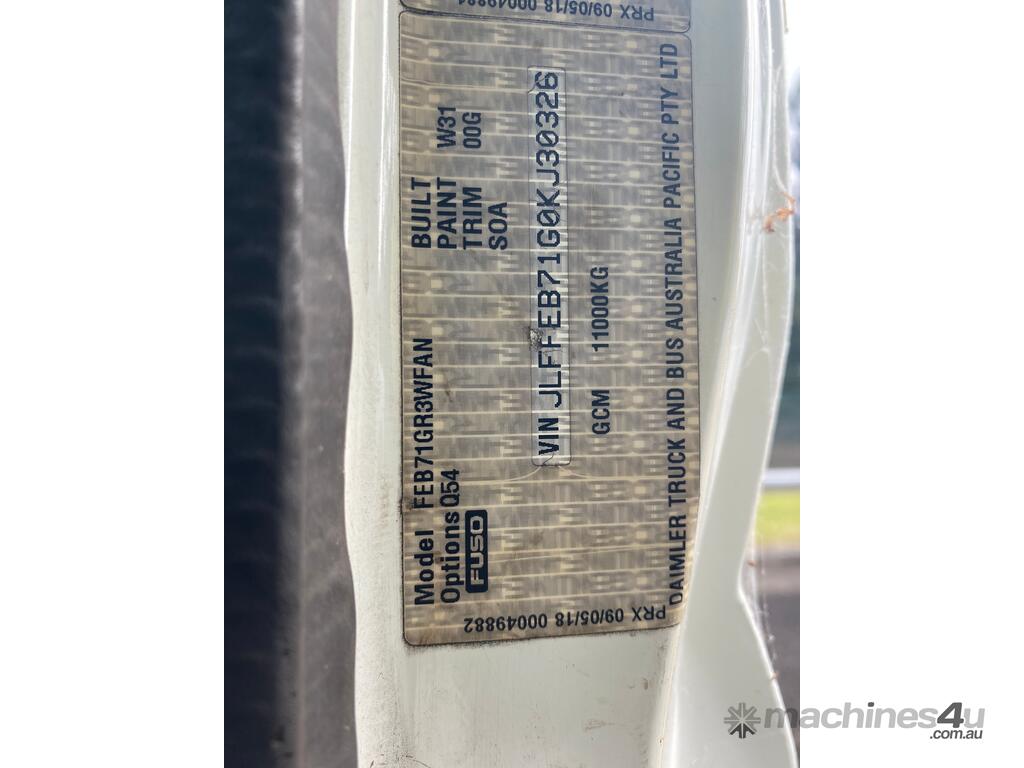 PRX 09/05/18 00049881
Model FEB71GR3WFAN
Options Q54
FUSO
BUILT
PAINT W31
TRIM 00G
SOA
VIN JLFFEB71G0KJ30326
GCM 11000KG
DAIMLER TRUCK AND BUS AUSTRALIA PACIFIC PTY LTD
PRX 09/05/18 00049882
machines4u
.com.au